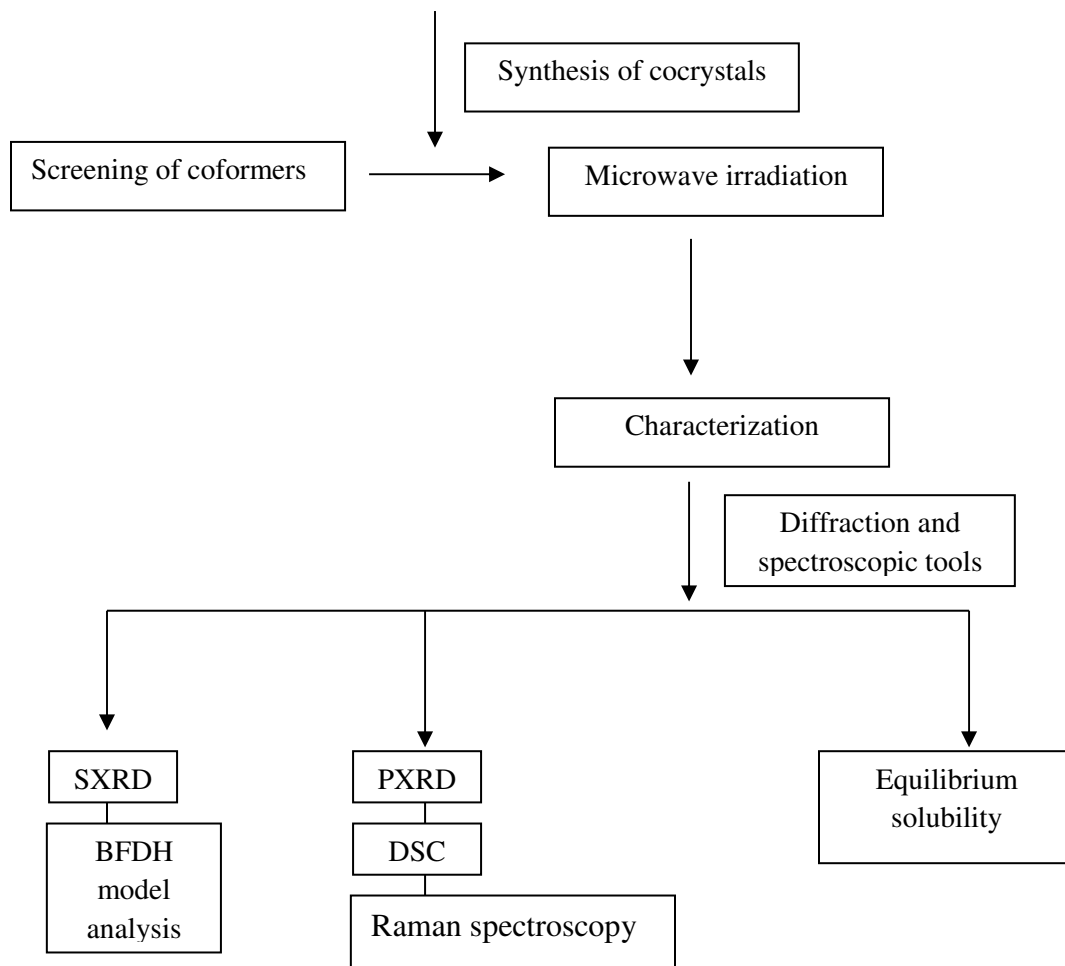 Synthesis of cocrystals
Screening of coformers
Microwave irradiation
Characterization
Diffraction and
spectroscopic tools
SXRD
PXRD
Equilibrium
solubility
BFDH
model
analysis
DSC
Raman spectroscopy